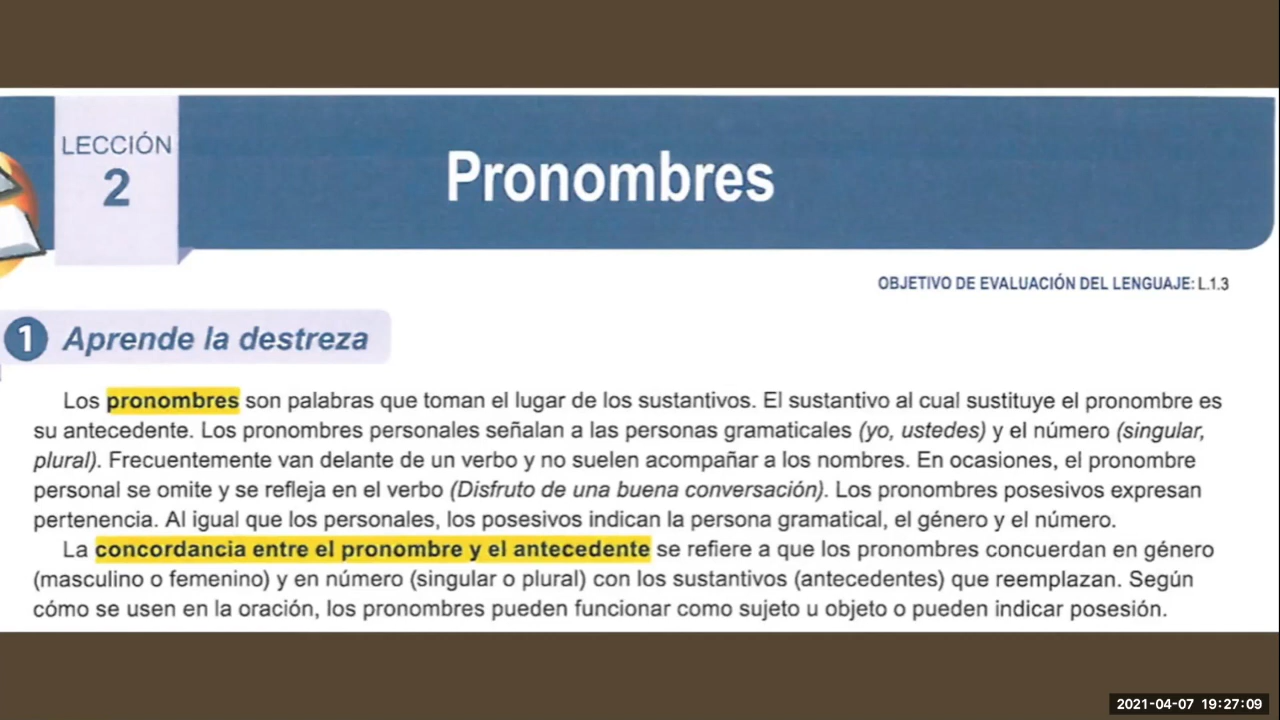 LECCIÓN
2
Pronombres
OBJETIVO DE EVALUACIÓN DEL LENGUAJE: L.1.3
1 Aprende la destreza
Los pronombres son palabras que toman el lugar de los sustantivos. El sustantivo al cual sustituye el pronombre es
su antecedente. Los pronombres personales señalan a las personas gramaticales (yo, ustedes) y el número (singular,
plural). Frecuentemente van delante de un verbo y no suelen acompañar a los nombres. En ocasiones, el pronombre
personal se omite y se refleja en el verbo (Disfruto de una buena conversación). Los pronombres posesivos expresan
pertenencia. Al igual que los personales, los posesivos indican la persona gramatical, el género y el número.
La concordancia entre el pronombre y el antecedente se refiere a que los pronombres concuerdan en género
(masculino o femenino) y en número (singular o plural) con los sustantivos (antecedentes) que reemplazan. Según
cómo se usen en la oración, los pronombres pueden funcionar como sujeto u objeto o pueden indicar posesión.
2021-04-07 19:27:09